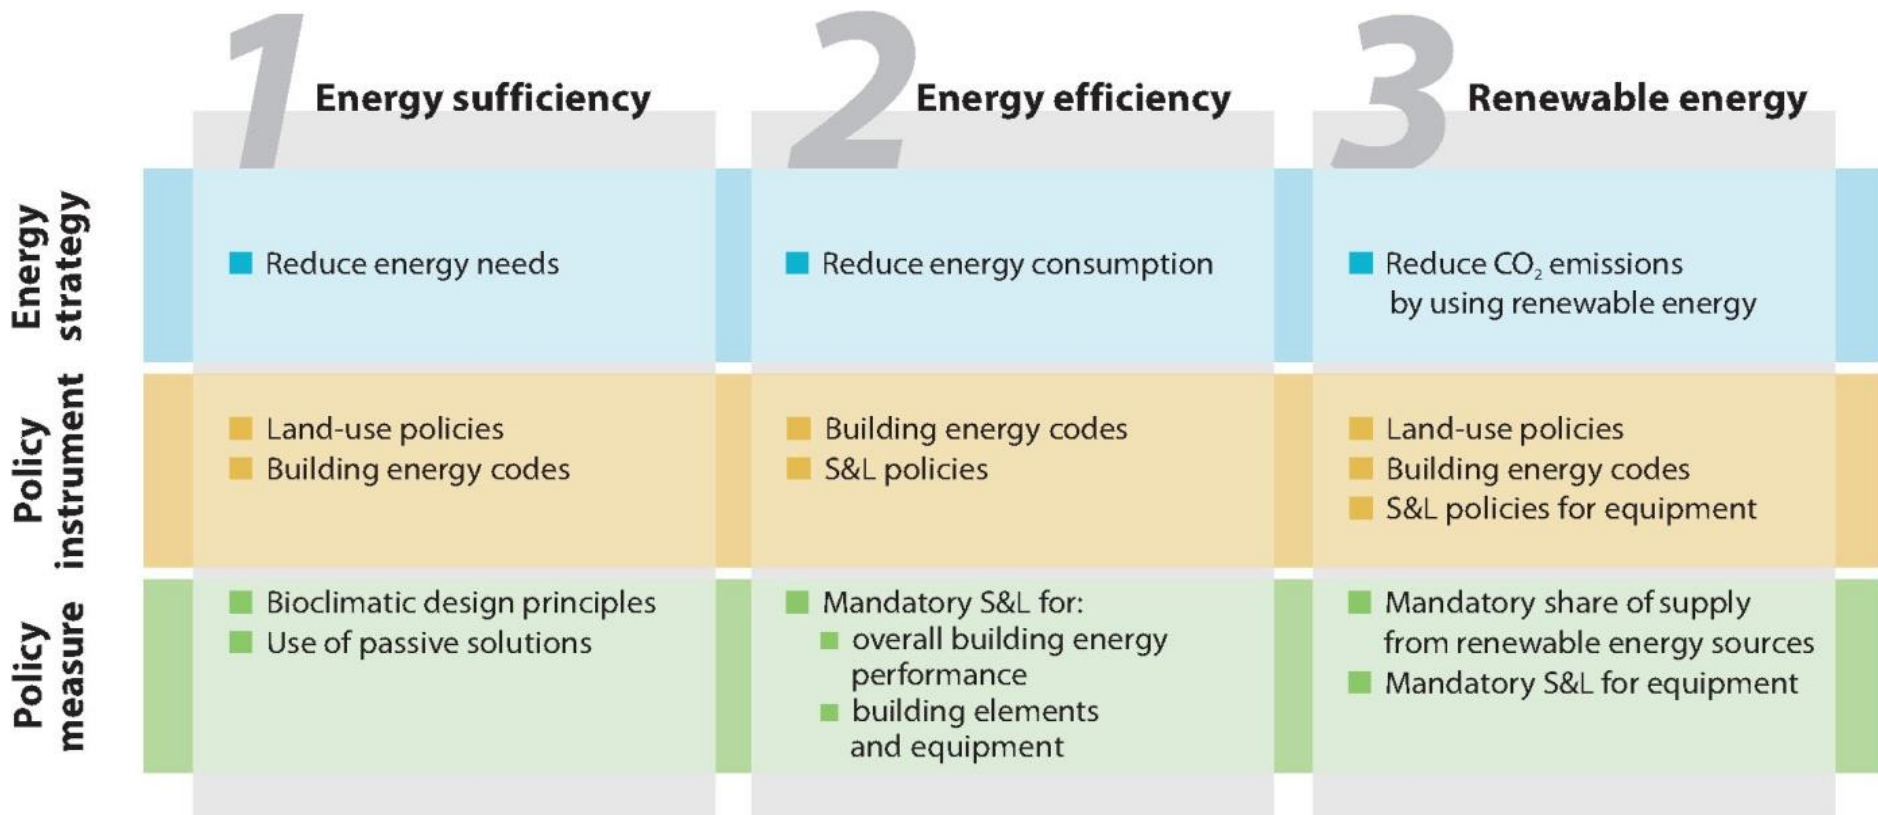 1 Energy sufficiency
2 Energy efficiency
3 Renewable energy
Energy
strategy
Reduce energy needs
Reduce energy consumption
Reduce CO₂ emissions
by using renewable energy
Policy
instrument
Land-use policies
Building energy codes
Building energy codes
S&L policies
Land-use policies
Building energy codes
S&L policies for equipment
Policy
measure
Bioclimatic design principles
Use of passive solutions
Mandatory S&L for:
overall building energy
performance
building elements
and equipment
Mandatory share of supply
from renewable energy sources
Mandatory S&L for equipment